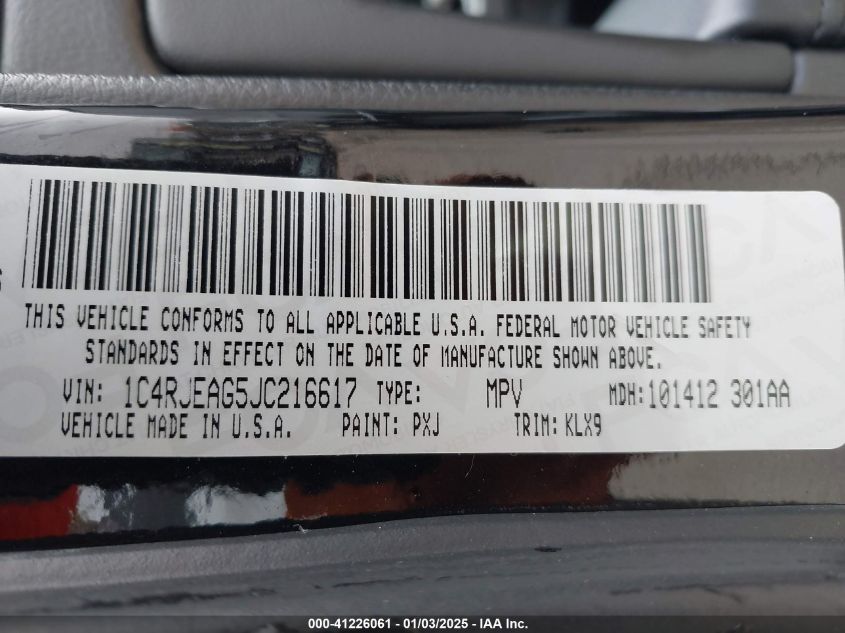 THIS VEHICLE CONFORMS TO ALL APPLICABLE U.S.A. FEDERAL MOTOR VEHICLE SAFETY
STANDARDS IN EFFECT ON THE DATE OF MANUFACTURE SHOWN ABOVE.
VIN: 1C4RJEAG5JC216617 TYPE: MPV MDH:101412 301AA
VEHICLE MADE IN U.S.A. PAINT: PXJ TRIM: KLX9
000-41226061 - 01/03/2025 - IAA Inc.